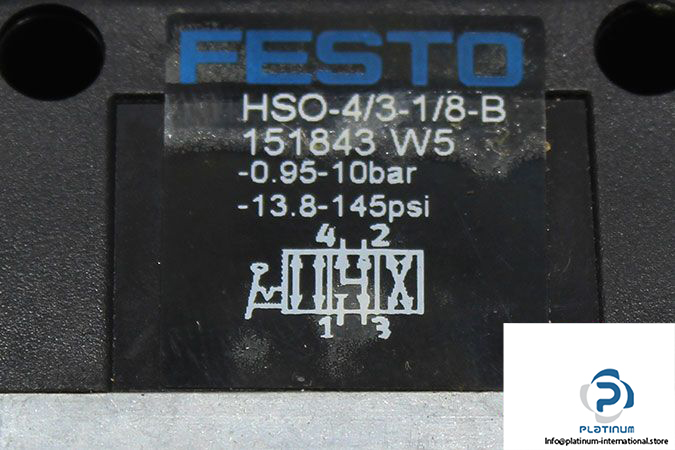 FESTO
HSO-4/3-1/8-B
151843 W5
-0.95-10bar
-13.8-145psi
4 2
1 3
PLATINUM
Info@platinum-international.store